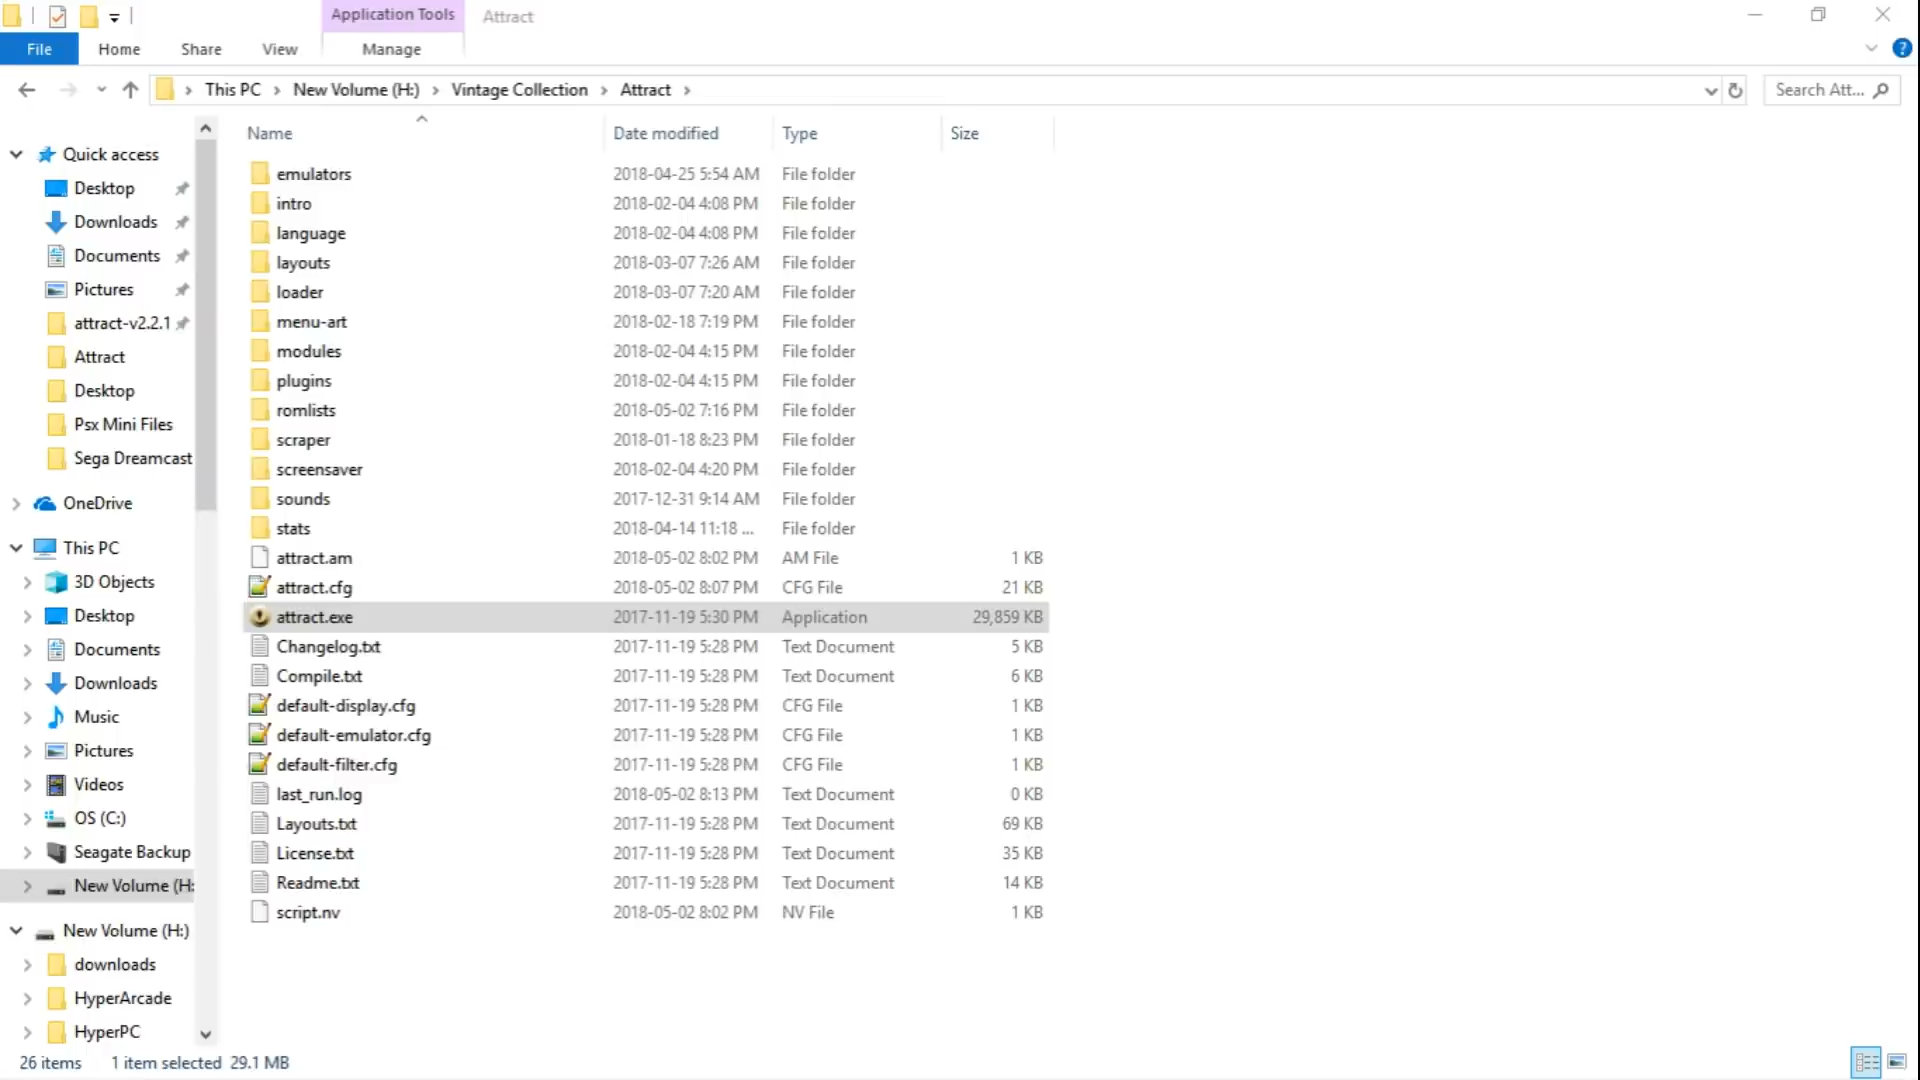 Application Tools Attract
File Home Share View Manage
This PC New Volume (H:) Vintage Collection Attract Search Att...
Name Date modified Type Size
Quick access
Desktop
Downloads
Documents
Pictures
attract-v2.2.1
Attract
Desktop
Psx Mini Files
Sega Dreamcast
OneDrive
This PC
3D Objects
Desktop
Documents
Downloads
Music
Pictures
Videos
OS (C:)
Seagate Backup
New Volume (H:
New Volume (H:)
downloads
HyperArcade
HyperPC
emulators 2018-04-25 5:54 AM File folder
intro 2018-02-04 4:08 PM File folder
language 2018-02-04 4:08 PM File folder
layouts 2018-03-07 7:26 AM File folder
loader 2018-03-07 7:20 AM File folder
menu-art 2018-02-18 7:19 PM File folder
modules 2018-02-04 4:15 PM File folder
plugins 2018-02-04 4:15 PM File folder
romlists 2018-05-02 7:16 PM File folder
scraper 2018-01-18 8:23 PM File folder
screensaver 2018-02-04 4:20 PM File folder
sounds 2017-12-31 9:14 AM File folder
stats 2018-04-14 11:18 ... File folder
attract.am 2018-05-02 8:02 PM AM File 1 KB
attract.cfg 2018-05-02 8:07 PM CFG File 21 KB
attract.exe 2017-11-19 5:30 PM Application 29,859 KB
Changelog.txt 2017-11-19 5:28 PM Text Document 5 KB
Compile.txt 2017-11-19 5:28 PM Text Document 6 KB
default-display.cfg 2017-11-19 5:28 PM CFG File 1 KB
default-emulator.cfg 2017-11-19 5:28 PM CFG File 1 KB
default-filter.cfg 2017-11-19 5:28 PM CFG File 1 KB
last_run.log 2018-05-02 8:13 PM Text Document 0 KB
Layouts.txt 2017-11-19 5:28 PM Text Document 69 KB
License.txt 2017-11-19 5:28 PM Text Document 35 KB
Readme.txt 2017-11-19 5:28 PM Text Document 14 KB
script.nv 2018-05-02 8:02 PM NV File 1 KB
26 items 1 item selected 29.1 MB